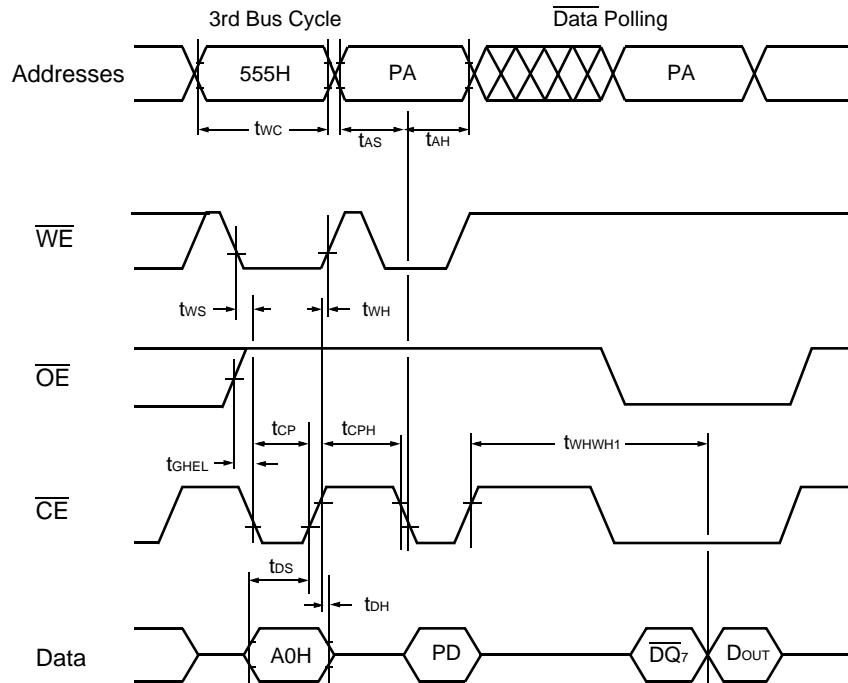 3rd Bus Cycle
Data Polling
Addresses
555H
PA
PA
tWC
tAS
tAH
WE
tWS
tWH
OE
tCP
tCPH
tWHWH1
tGHEL
CE
tDS
tDH
Data
A0H
PD
DQ7
DOUT